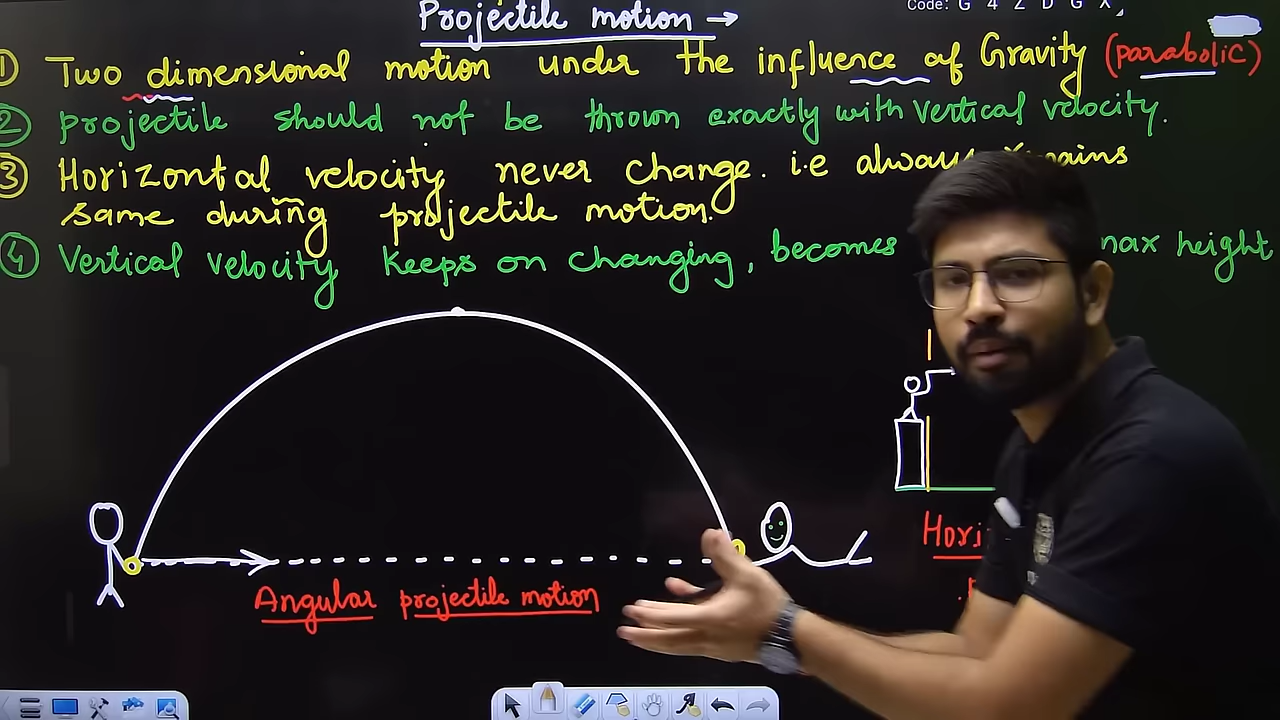 Code: G 4 Z D G X
Projectile motion →
① Two dimensional motion under the influence of Gravity (parabolic)
② projectile should not be thrown exactly with vertical velocity.
③ Horizontal velocity never change. i.e always
same during projectile motion.
④ Vertical velocity keeps on changing, becomes max height
Angular projectile motion